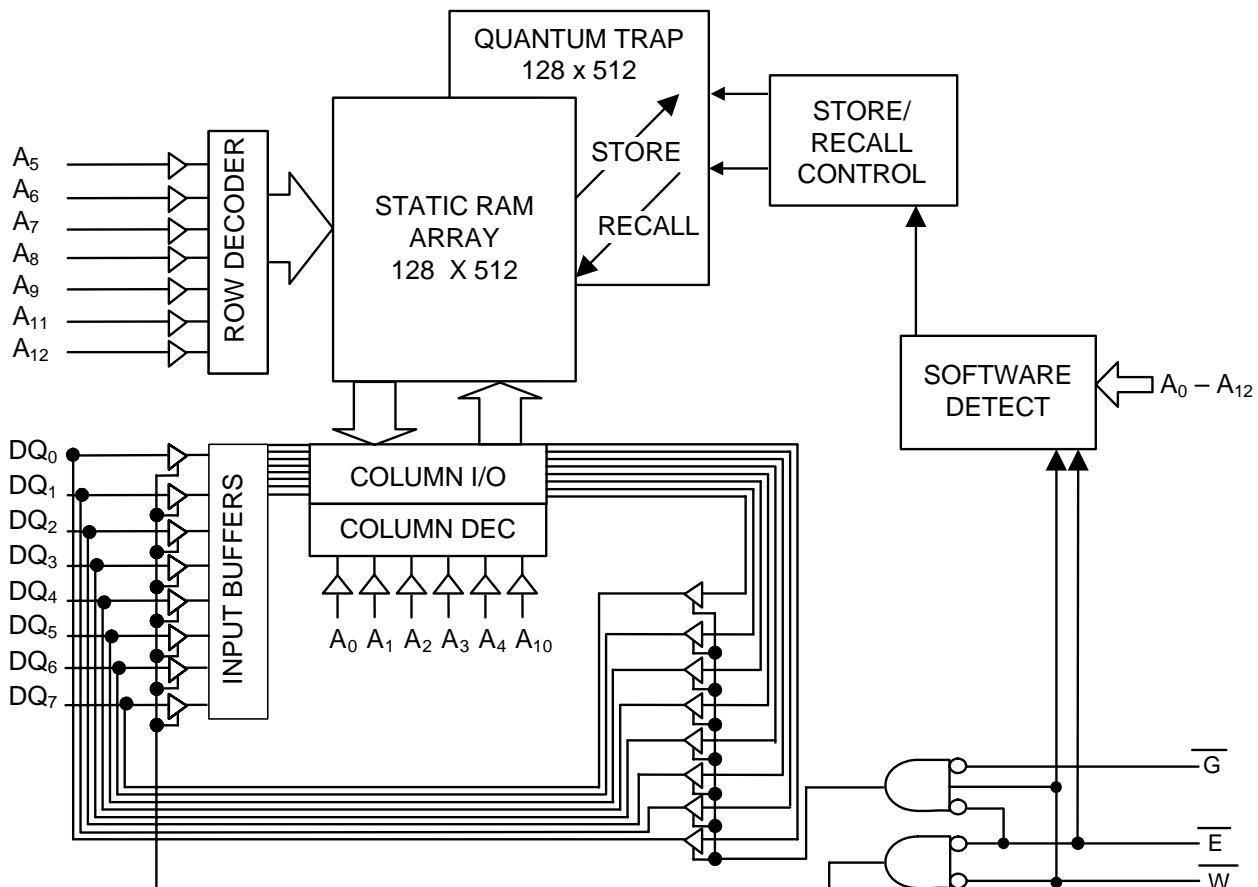 QUANTUM TRAP
128 x 512
STORE/
RECALL
CONTROL
STORE
RECALL
STATIC RAM
ARRAY
128 X 512
ROW DECODER
A5
A6
A7
A8
A9
A11
A12
SOFTWARE
DETECT
A0 – A12
DQ0
DQ1
DQ2
DQ3
DQ4
DQ5
DQ6
DQ7
INPUT BUFFERS
COLUMN I/O
COLUMN DEC
A0 A1 A2 A3 A4 A10
G
E
W